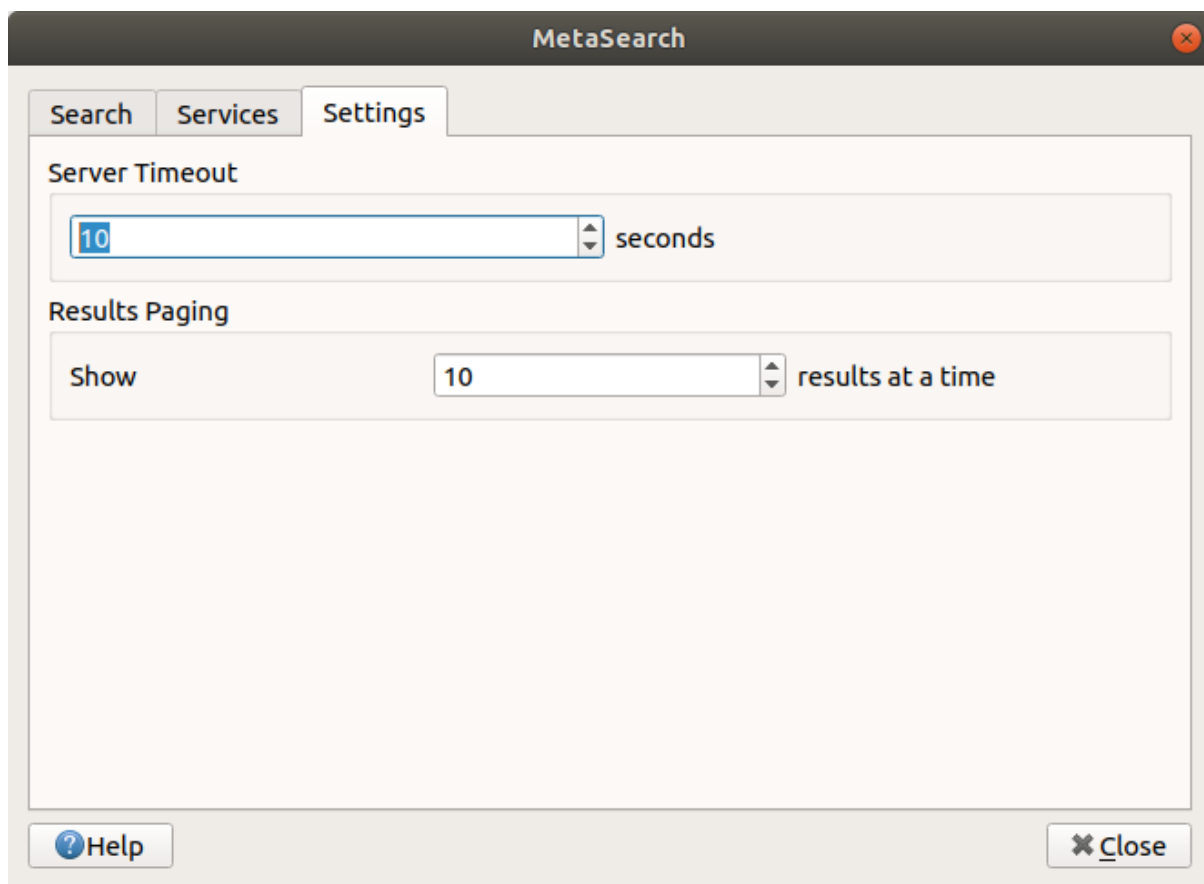 MetaSearch
Search Services Settings
Server Timeout
10 seconds
Results Paging
Show 10 results at a time
Help Close